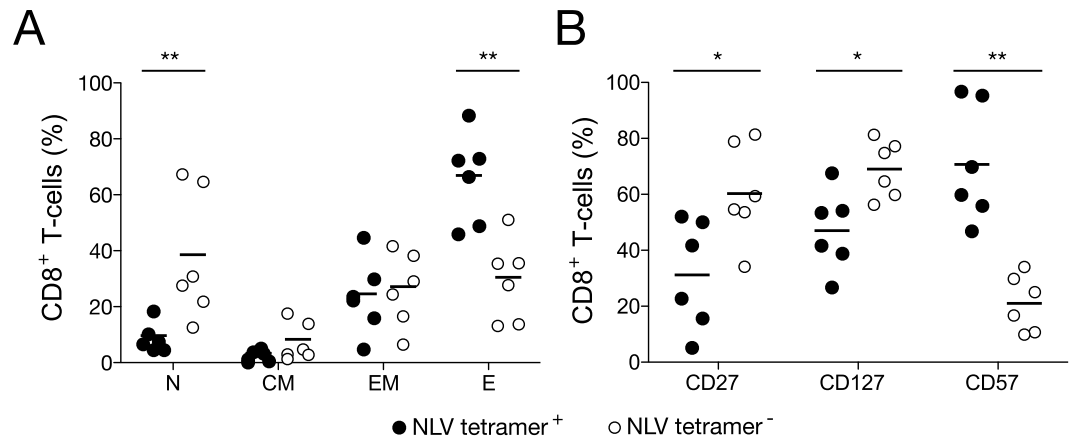 A
B
**
**
*
*
**
CD8+ T-cells (%)
100
80
60
40
20
0
N
CM
EM
E
CD8+ T-cells (%)
100
80
60
40
20
0
CD27
CD127
CD57
NLV tetramer+
NLV tetramer-